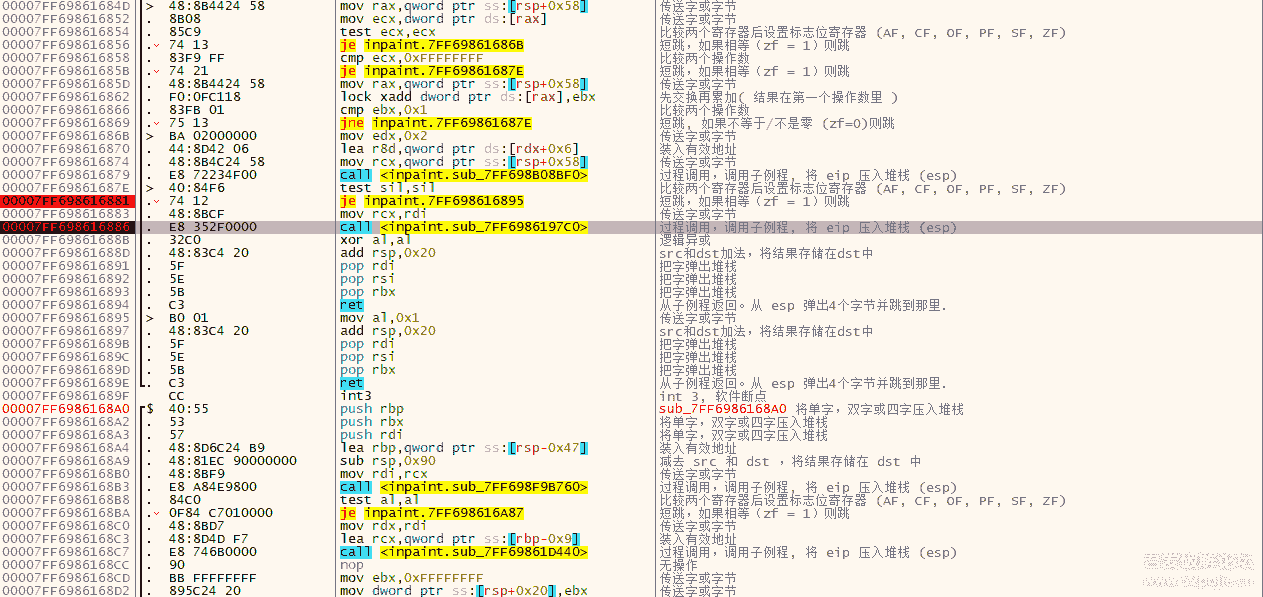 00007FF69861684D > 48:8B4424 58 mov rax,qword ptr ss:[rsp+0x58] 传送字或字节
00007FF698616852 . 8B08 mov ecx,dword ptr ds:[rax] 传送字或字节
00007FF698616854 . 85C9 test ecx,ecx 比较两个寄存器后设置标志位寄存器 (AF, CF, OF, PF, SF, ZF)
00007FF698616856 . 74 13 je inpaint.7FF69861686B 短跳，如果相等（zf = 1）则跳
00007FF698616858 . 83F9 FF cmp ecx,0xFFFFFFFF 比较两个操作数
00007FF69861685B . 74 21 je inpaint.7FF69861687E 短跳，如果相等（zf = 1）则跳
00007FF69861685D . 48:8B4424 58 mov rax,qword ptr ss:[rsp+0x58] 传送字或字节
00007FF698616862 . F0:0FC118 lock xadd dword ptr ds:[rax],ebx 先交换再累加( 结果在第一个操作数里 )
00007FF698616866 . 83FB 01 cmp ebx,0x1 比较两个操作数
00007FF698616869 . 75 13 jne inpaint.7FF69861687E 短跳, 如果不等于/不是零 (zf=0)则跳
00007FF69861686B > BA 02000000 mov edx,0x2 传送字或字节
00007FF698616870 . 44:8D42 06 lea r8d,qword ptr ds:[rdx+0x6] 装入有效地址
00007FF698616874 . 48:8B4C24 58 mov rcx,qword ptr ss:[rsp+0x58] 传送字或字节
00007FF698616879 . E8 72234F00 call <inpaint.sub_7FF698B08BF0> 过程调用，调用子例程, 将 eip 压入堆栈 (esp)
00007FF69861687E > 40:84F6 test sil,sil 比较两个寄存器后设置标志位寄存器 (AF, CF, OF, PF, SF, ZF)
00007FF698616881 . 74 12 je inpaint.7FF698616895 短跳，如果相等（zf = 1）则跳
00007FF698616883 . 48:8BCF mov rcx,rdi 传送字或字节
00007FF698616886 . E8 352F0000 call <inpaint.sub_7FF6986197C0> 过程调用，调用子例程, 将 eip 压入堆栈 (esp)
00007FF69861688B . 32C0 xor al,al 逻辑异或
00007FF69861688D . 48:83C4 20 add rsp,0x20 src和dst加法，将结果存储在dst中
00007FF698616891 . 5F pop rdi 把字弹出堆栈
00007FF698616892 . 5E pop rsi 把字弹出堆栈
00007FF698616893 . 5B pop rbx 把字弹出堆栈
00007FF698616894 . C3 ret 从子例程返回。从 esp 弹出4个字节并跳到那里.
00007FF698616895 > B0 01 mov al,0x1 传送字或字节
00007FF698616897 . 48:83C4 20 add rsp,0x20 src和dst加法，将结果存储在dst中
00007FF69861689B . 5F pop rdi 把字弹出堆栈
00007FF69861689C . 5E pop rsi 把字弹出堆栈
00007FF69861689D . 5B pop rbx 把字弹出堆栈
00007FF69861689E . C3 ret 从子例程返回。从 esp 弹出4个字节并跳到那里.
00007FF69861689F CC int3 int 3, 软件断点
00007FF6986168A0 $ 40:55 push rbp sub_7FF6986168A0 将单字，双字或四字压入堆栈
00007FF6986168A2 . 53 push rbx 将单字，双字或四字压入堆栈
00007FF6986168A3 . 57 push rdi 将单字，双字或四字压入堆栈
00007FF6986168A4 . 48:8D6C24 B9 lea rbp,qword ptr ss:[rsp-0x47] 装入有效地址
00007FF6986168A9 . 48:81EC 90000000 sub rsp,0x90 减去 src 和 dst ，将结果存储在 dst 中
00007FF6986168B0 . 48:8BF9 mov rdi,rcx 传送字或字节
00007FF6986168B3 . E8 A84E9800 call <inpaint.sub_7FF698F9B760> 过程调用，调用子例程, 将 eip 压入堆栈 (esp)
00007FF6986168B8 . 84C0 test al,al 比较两个寄存器后设置标志位寄存器 (AF, CF, OF, PF, SF, ZF)
00007FF6986168BA . 0F84 C7010000 je inpaint.7FF698616A87 短跳，如果相等（zf = 1）则跳
00007FF6986168C0 . 48:8BD7 mov rdx,rdi 传送字或字节
00007FF6986168C3 . 48:8D4D F7 lea rcx,qword ptr ss:[rbp-0x9] 装入有效地址
00007FF6986168C7 . E8 746B0000 call <inpaint.sub_7FF69861D440> 过程调用，调用子例程, 将 eip 压入堆栈 (esp)
00007FF6986168CC . 90 nop 无操作
00007FF6986168CD . BB FFFFFFFF mov ebx,0xFFFFFFFF 传送字或字节
00007FF6986168D2 . 895C24 20 mov dword ptr ss:[rsp+0x20],ebx 传送字或字节